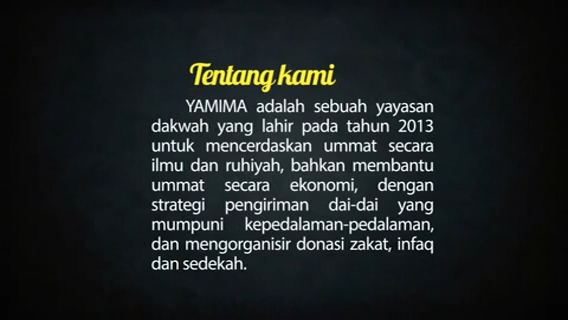 Tentang kami
YAMIMA adalah sebuah yayasan
dakwah yang lahir pada tahun 2013
untuk mencerdaskan ummat secara
ilmu dan ruhiyah, bahkan membantu
ummat secara ekonomi, dengan
strategi pengiriman dai-dai yang
mumpuni kepedalaman-pedalaman,
dan mengorganisir donasi zakat, infaq
dan sedekah.